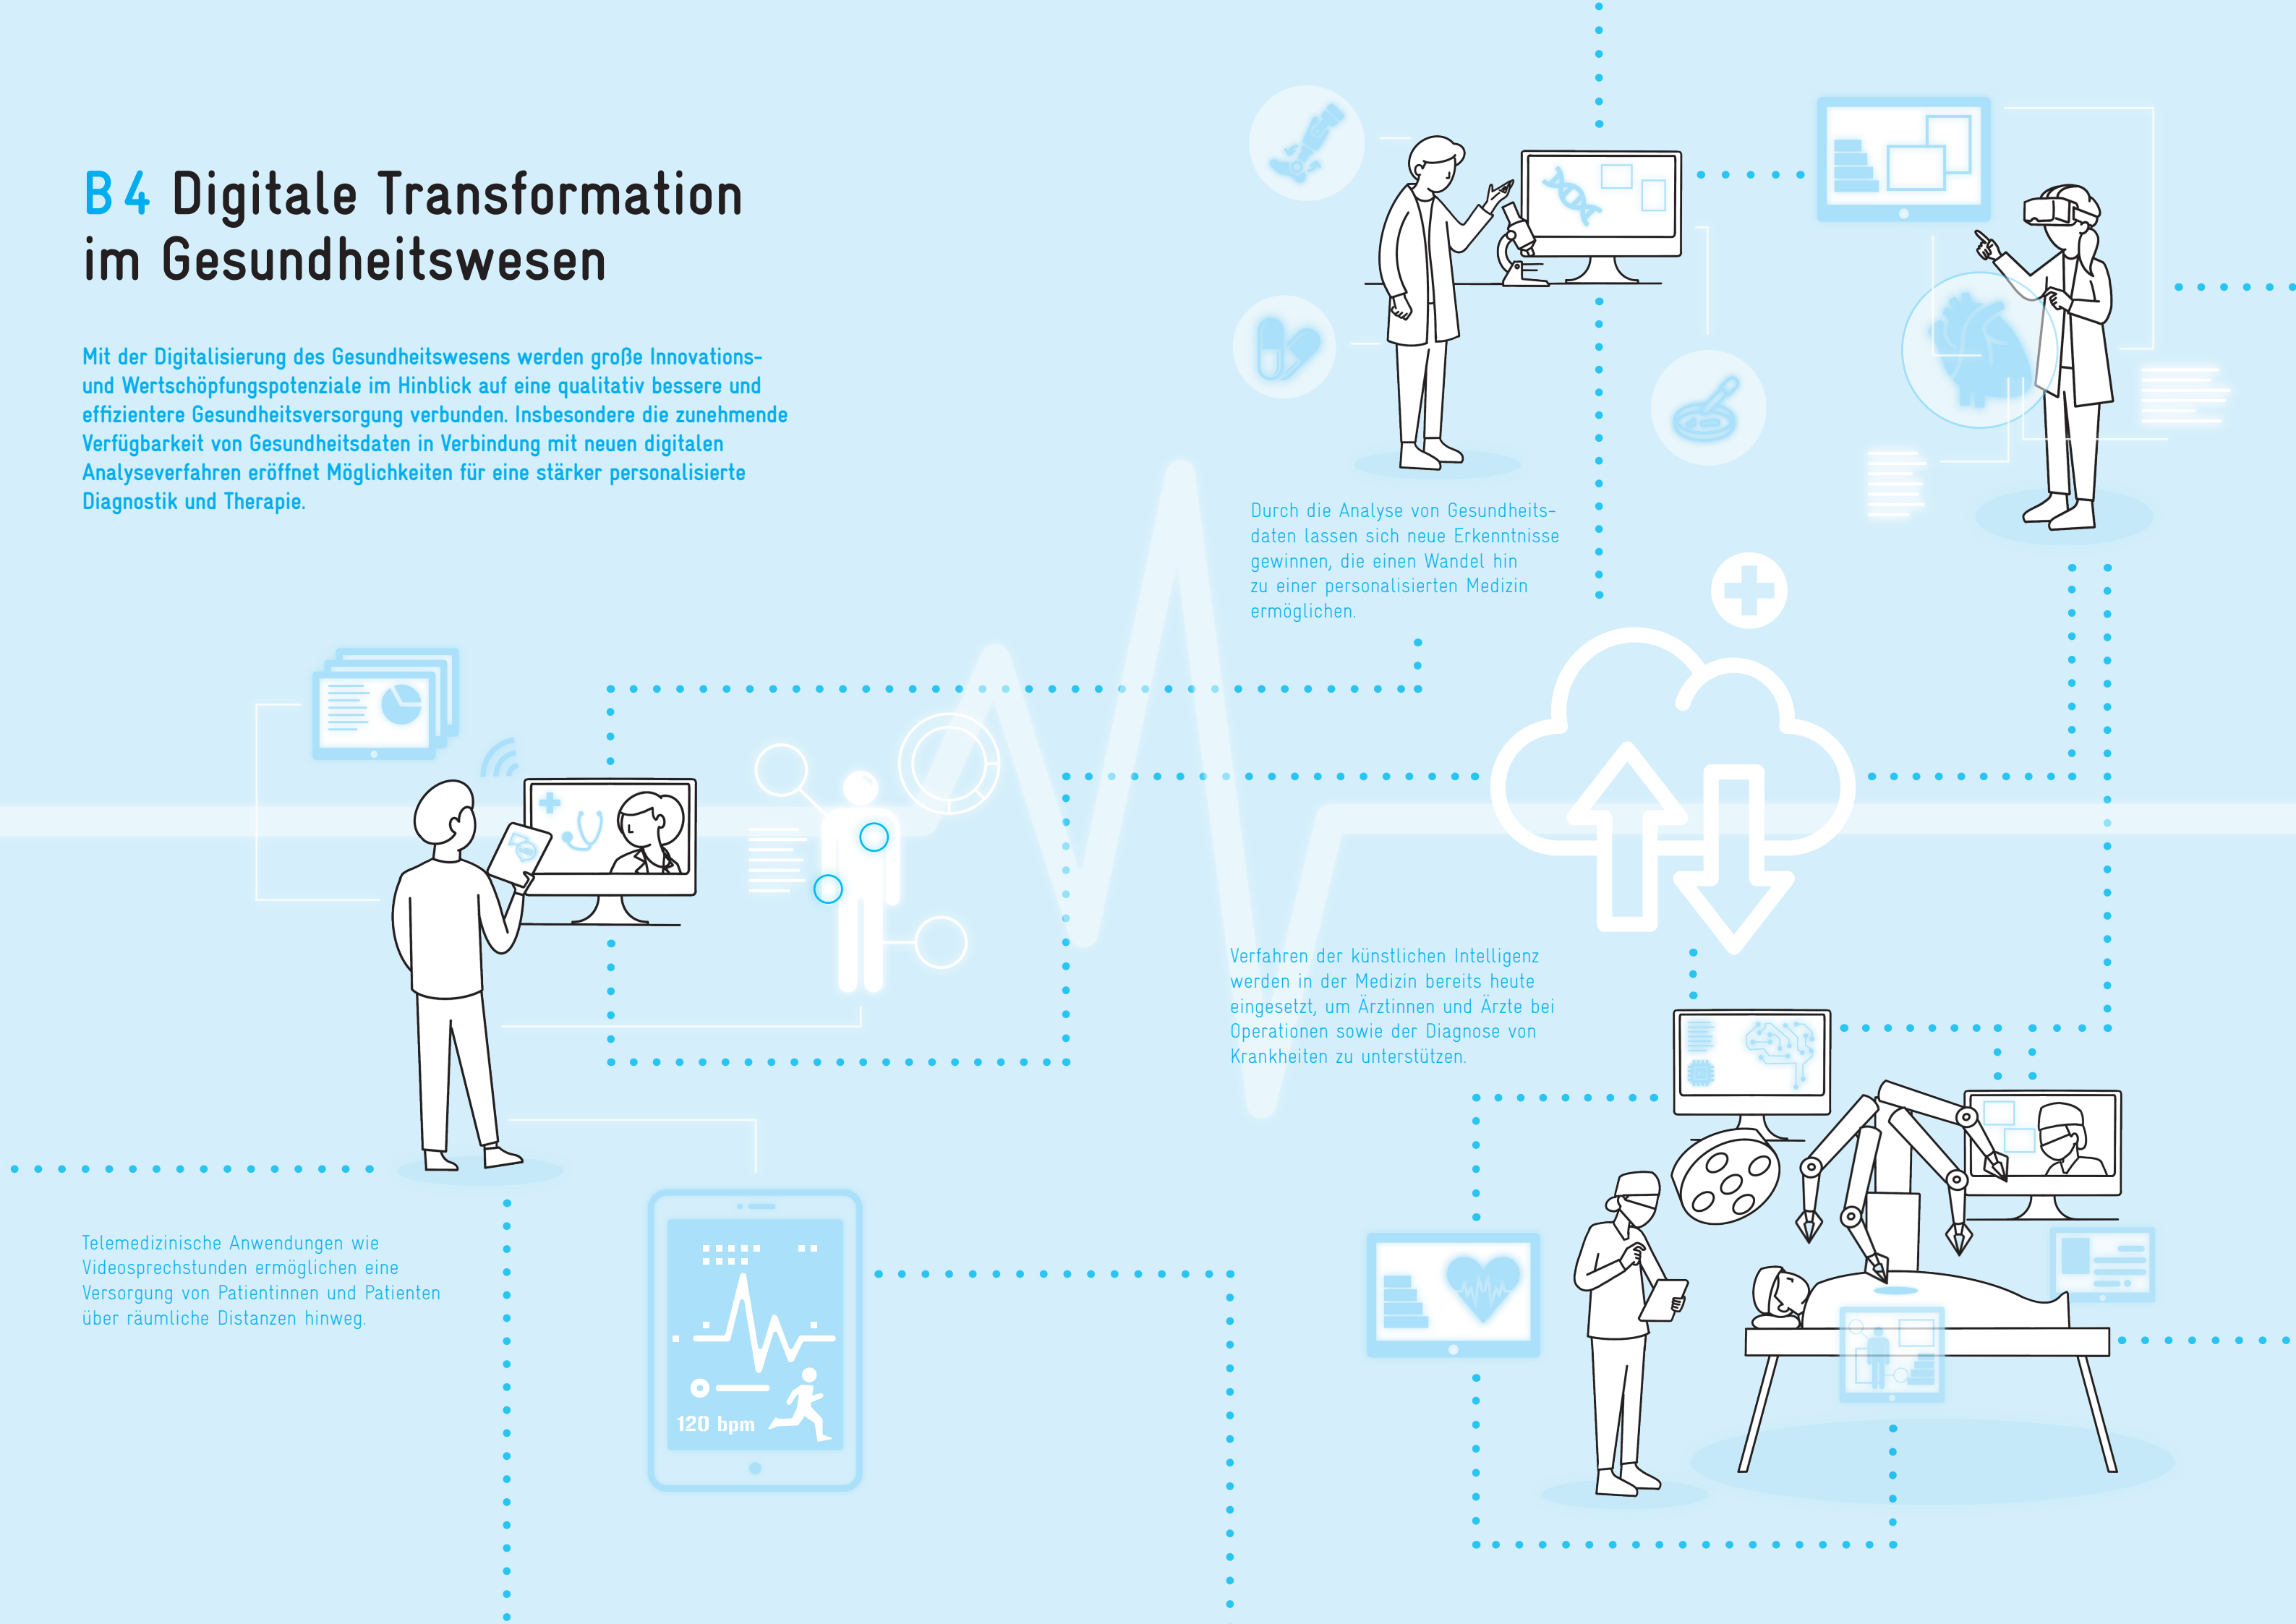 B 4 Digitale Transformation
im Gesundheitswesen
Mit der Digitalisierung des Gesundheitswesens werden große Innovations-
und Wertschöpfungspotenziale im Hinblick auf eine qualitativ bessere und
effizientere Gesundheitsversorgung verbunden. Insbesondere die zunehmende
Verfügbarkeit von Gesundheitsdaten in Verbindung mit neuen digitalen
Analyseverfahren eröffnet Möglichkeiten für eine stärker personalisierte
Diagnostik und Therapie.
Durch die Analyse von Gesundheits-
daten lassen sich neue Erkenntnisse
gewinnen, die einen Wandel hin
zu einer personalisierten Medizin
ermöglichen.
Verfahren der künstlichen Intelligenz
werden in der Medizin bereits heute
eingesetzt, um Ärztinnen und Ärzte bei
Operationen sowie der Diagnose von
Krankheiten zu unterstützen.
Telemedizinische Anwendungen wie
Videosprechstunden ermöglichen eine
Versorgung von Patientinnen und Patienten
über räumliche Distanzen hinweg.
120 bpm